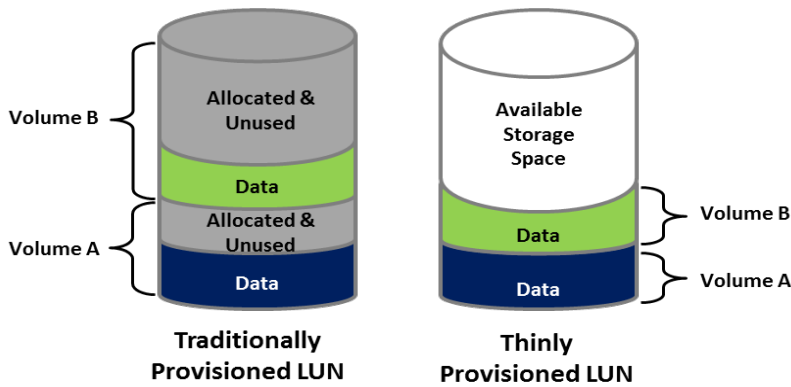 Volume B
Allocated &
Unused
Data
Volume A
Allocated &
Unused
Data
Traditionally
Provisioned LUN
Available
Storage
Space
Data
Volume B
Data
Volume A
Thinly
Provisioned LUN